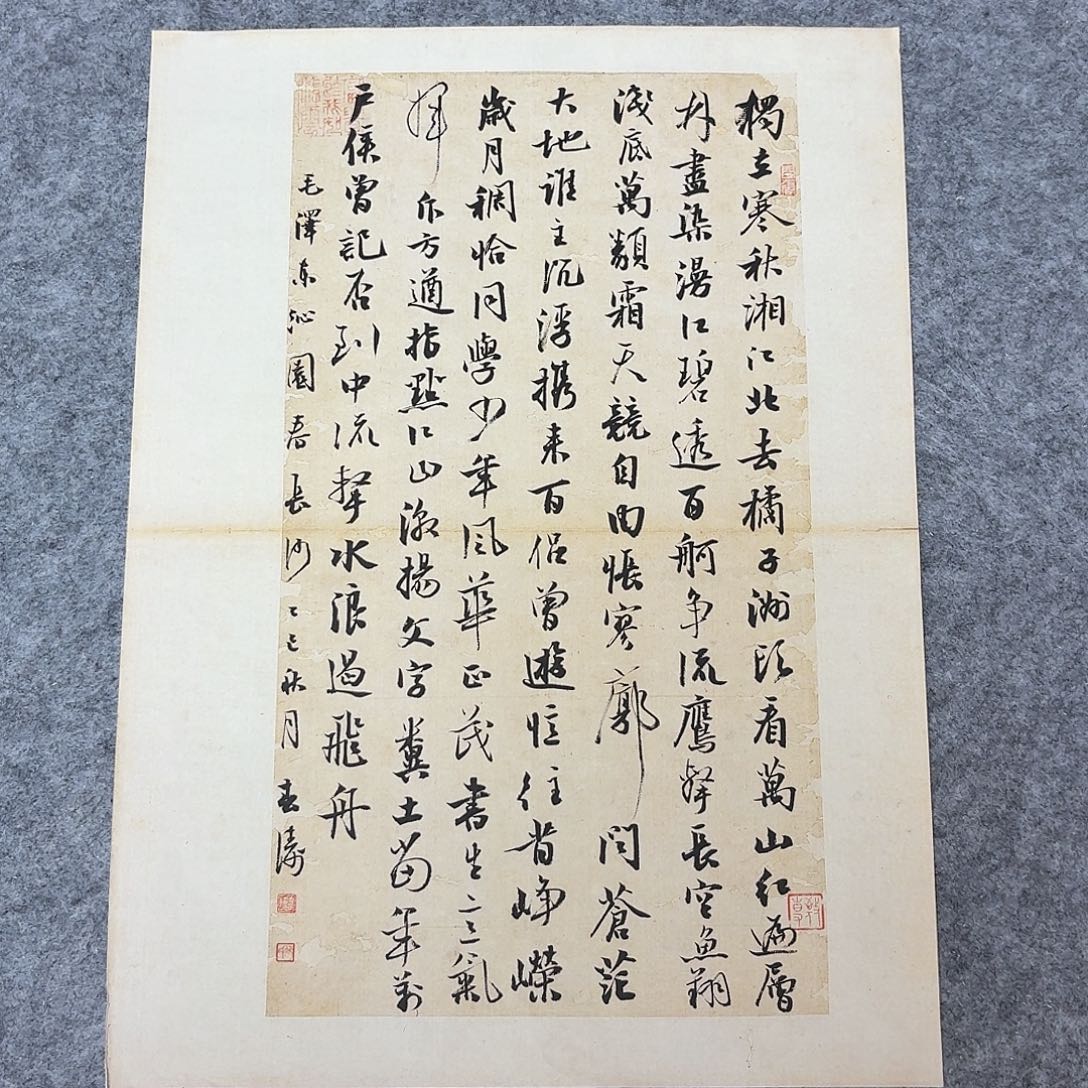 獨立寒秋湘江北去橘子洲頭看萬山紅遍層
林盡染漫江碧透百舸争流鷹擊長空魚翔
淺底萬類霜天競自由悵寥廓問蒼茫
大地誰主沉浮携来百侣曾遊憶往昔崢嶸
歲月稠恰同學少年風華正茂書生意氣
揮斥方遒指點江山激揚文字糞土當年萬
户侯曾記否到中流擊水浪遏飛舟
毛澤东沁園春長沙乙巳秋月